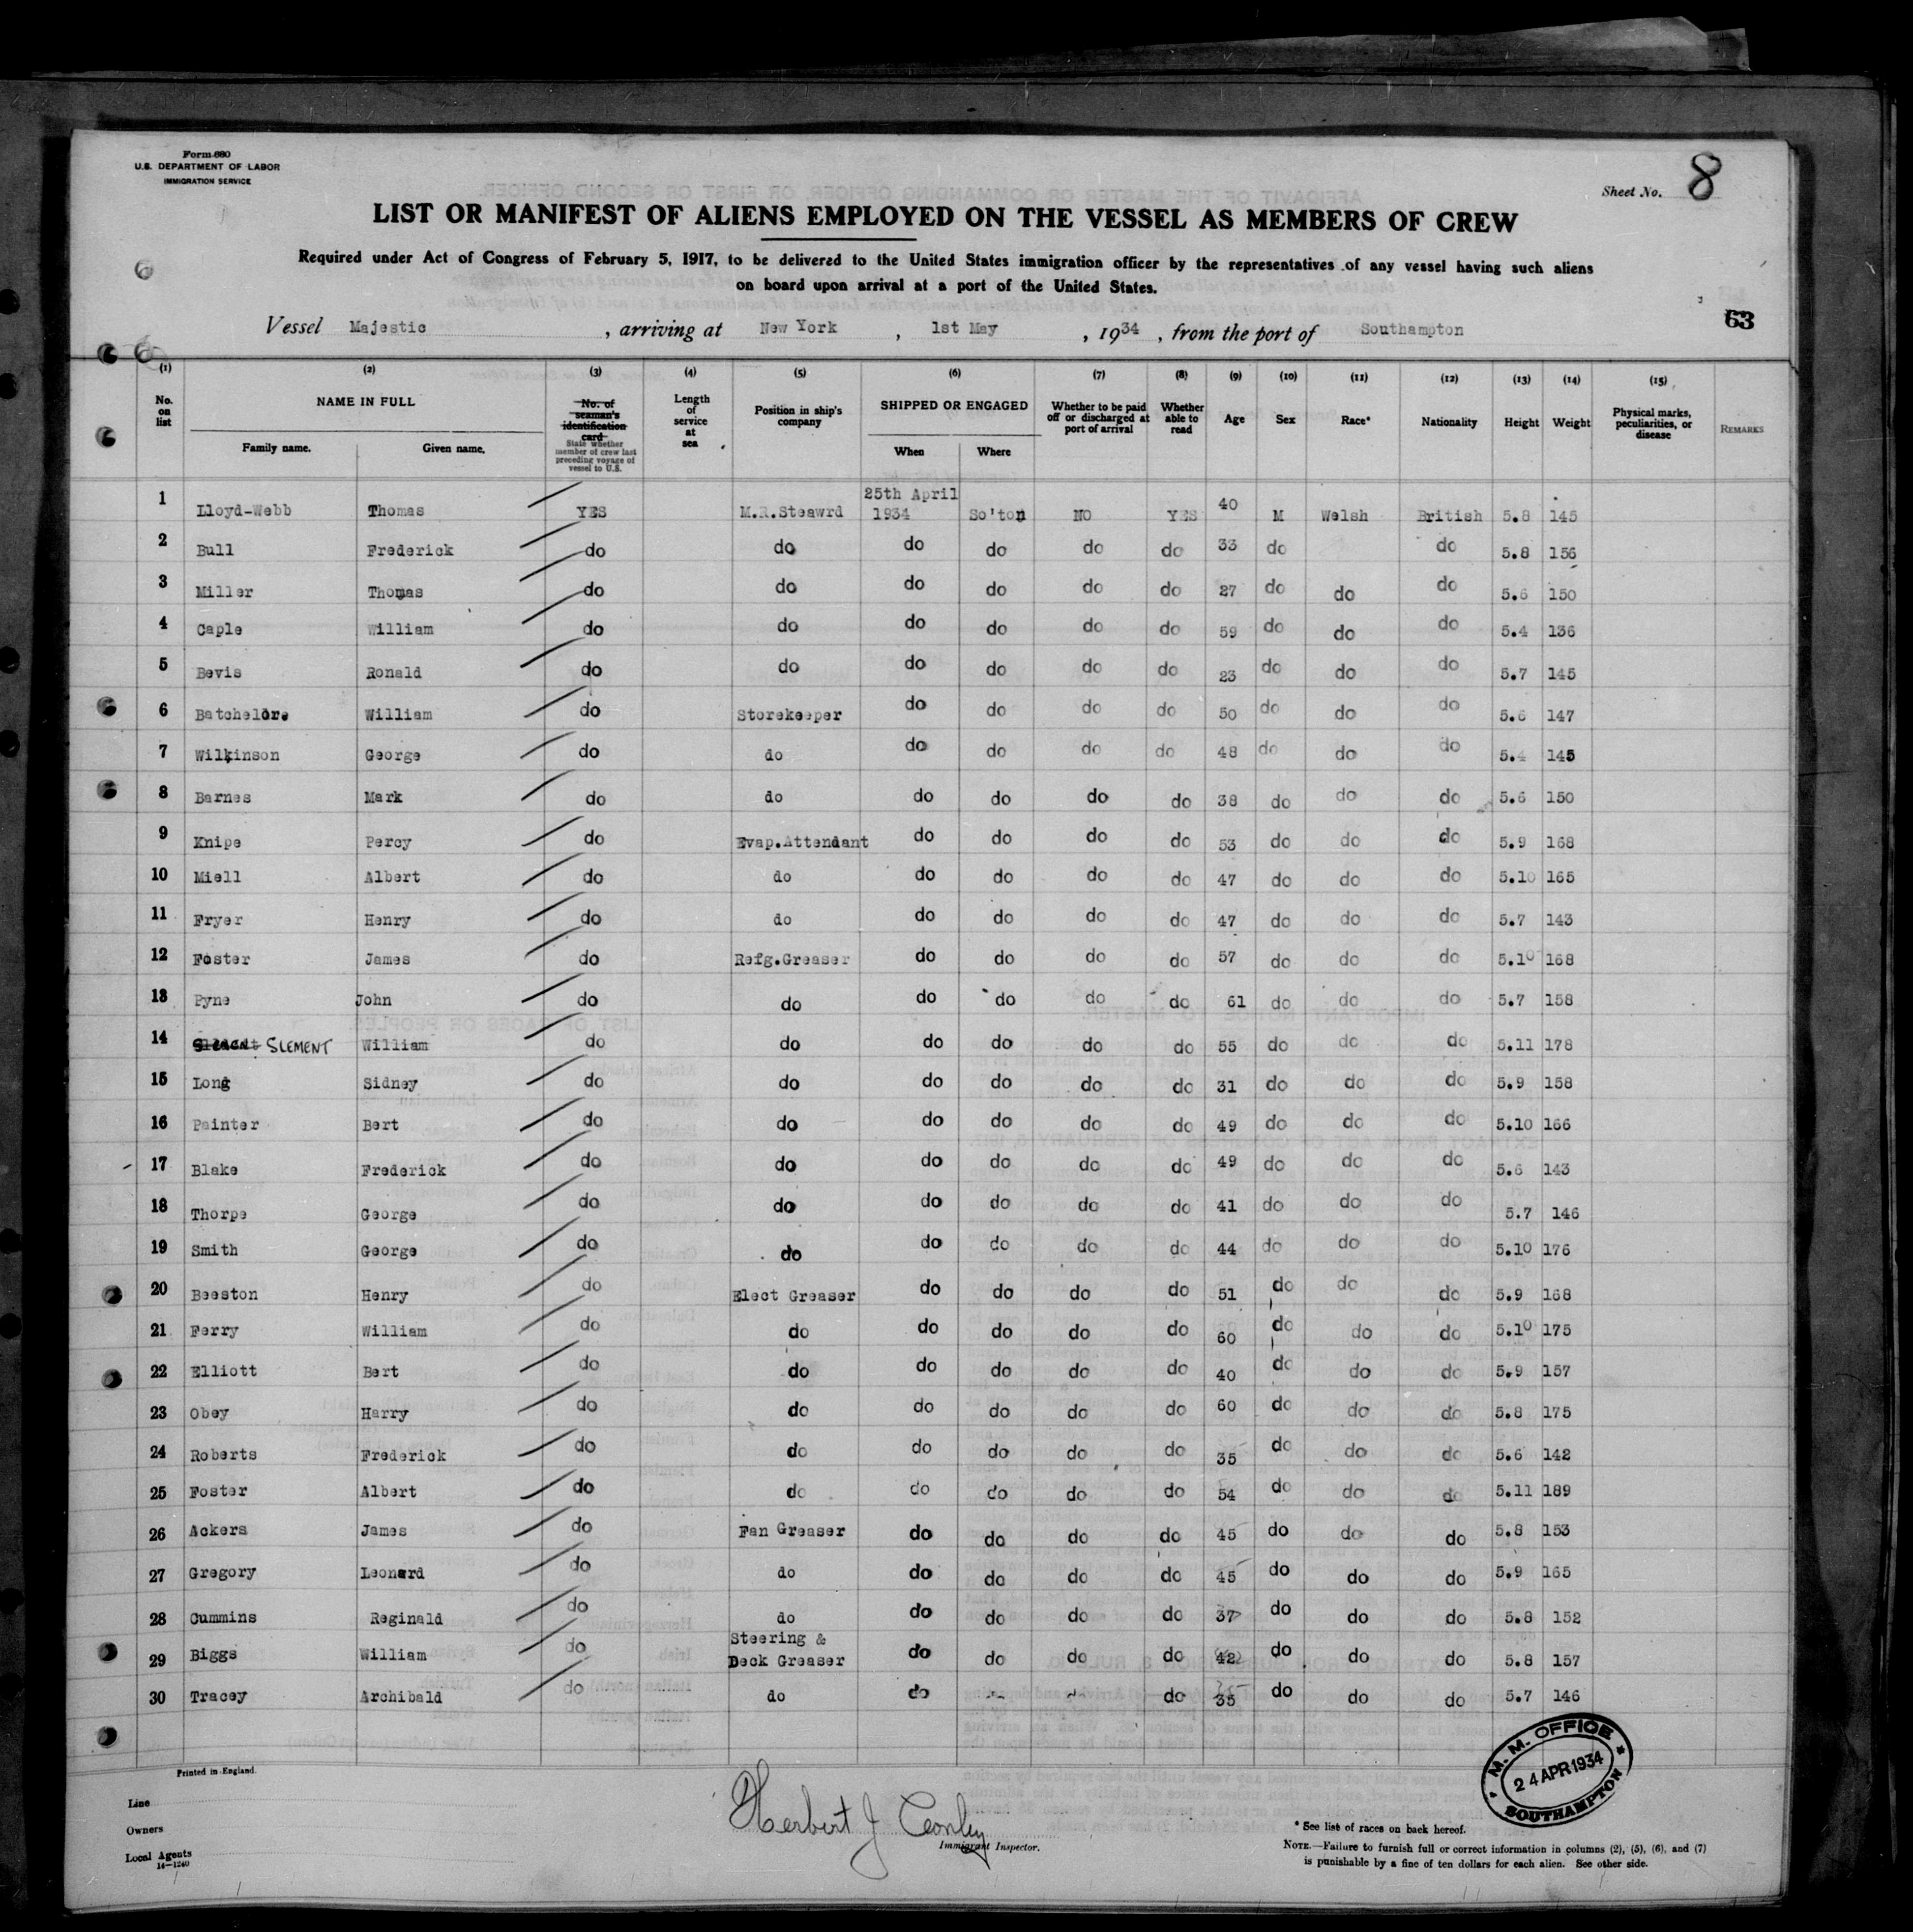 Form 680
U.S. DEPARTMENT OF LABOR
IMMIGRATION SERVICE
Sheet No. 8
LIST OR MANIFEST OF ALIENS EMPLOYED ON THE VESSEL AS MEMBERS OF CREW
Required under Act of Congress of February 5, 1917, to be delivered to the United States immigration officer by the representatives of any vessel having such aliens
on board upon arrival at a port of the United States.
63
Vessel Majestic, arriving at New York, 1st May, 1934, from the port of Southampton
(1) (2) (3) (4) (5) (6) (7) (8) (9) (10) (11) (12) (13) (14) (15)
No. on list NAME IN FULL Family name. Given name. No. of seaman's identification card State whether member of crew last preceding voyage of vessel to U.S. Length of service at sea Position in ship's company SHIPPED OR ENGAGED When Where Whether to be paid off or discharged at port of arrival Whether able to read Age Sex Race* Nationality Height Weight Physical marks, peculiarities, or disease REMARKS
1 Lloyd-Webb Thomas YES M.R.Steawrd 25th April 1934 So'ton NO YES 40 M Welsh British 5.8 145
2 Bull Frederick do do do do do do 33 do do 5.8 156
3 Miller Thomas do do do do do do 27 do do do 5.6 150
4 Caple William do do do do do do 59 do do do 5.4 136
5 Bevis Ronald do do do do do do 23 do do do 5.7 145
6 Batchelore William do Storekeeper do do do do 50 do do do 5.6 147
7 Wilkinson George do do do do do do 48 do do do 5.4 145
8 Barnes Mark do do do do do do 38 do do do 5.6 150
9 Knipe Percy do Evap.Attendant do do do do 53 do do do 5.9 168
10 Miell Albert do do do do do do 47 do do do 5.10 165
11 Fryer Henry do do do do do do 47 do do do 5.7 143
12 Foster James do Refg.Greaser do do do do 57 do do do 5.10 168
13 Pyne John do do do do do do 61 do do do 5.7 158
14 SLEMENT William do do do do do do 55 do do do 5.11 178
15 Long Sidney do do do do do do 31 do do do 5.9 158
16 Painter Bert do do do do do do 49 do do do 5.10 166
17 Blake Frederick do do do do do do 49 do do do 5.6 143
18 Thorpe George do do do do do do 41 do do do 5.7 146
19 Smith George do do do do do do 44 do do do 5.10 176
20 Beeston Henry do Elect Greaser do do do do 51 do do do 5.9 168
21 Ferry William do do do do do do 60 do do do 5.10 175
22 Elliott Bert do do do do do do 40 do do do 5.9 157
23 Obey Harry do do do do do do 60 do do do 5.8 175
24 Roberts Frederick do do do do do do 35 do do do 5.6 142
25 Foster Albert do do do do do do 54 do do do 5.11 189
26 Ackers James do Fan Greaser do do do do 45 do do do 5.8 153
27 Gregory Leonard do do do do do do 45 do do do 5.9 165
28 Cummins Reginald do do do do do do 37 do do do 5.8 152
29 Biggs William do Steering & Deck Greaser do do do do 42 do do do 5.8 157
30 Tracey Archibald do do do do 35 do do do 5.7 146
Printed in England.
Line
Owners
Local Agents
14-1240
Herbert J
Immigrant Inspector.
M. M. OFFICE
24 APR 1934
SOUTHAMPTON
* See list of races on back hereof.
NOTE.—Failure to furnish full or correct information in columns (2), (5), (6), and (7)
is punishable by a fine of ten dollars for each alien. See other side.